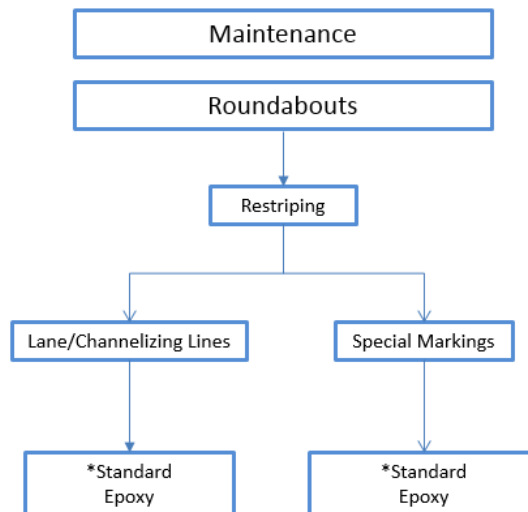 Maintenance
Roundabouts
Restriping
Lane/Channelizing Lines
Special Markings
*Standard
Epoxy
*Standard
Epoxy